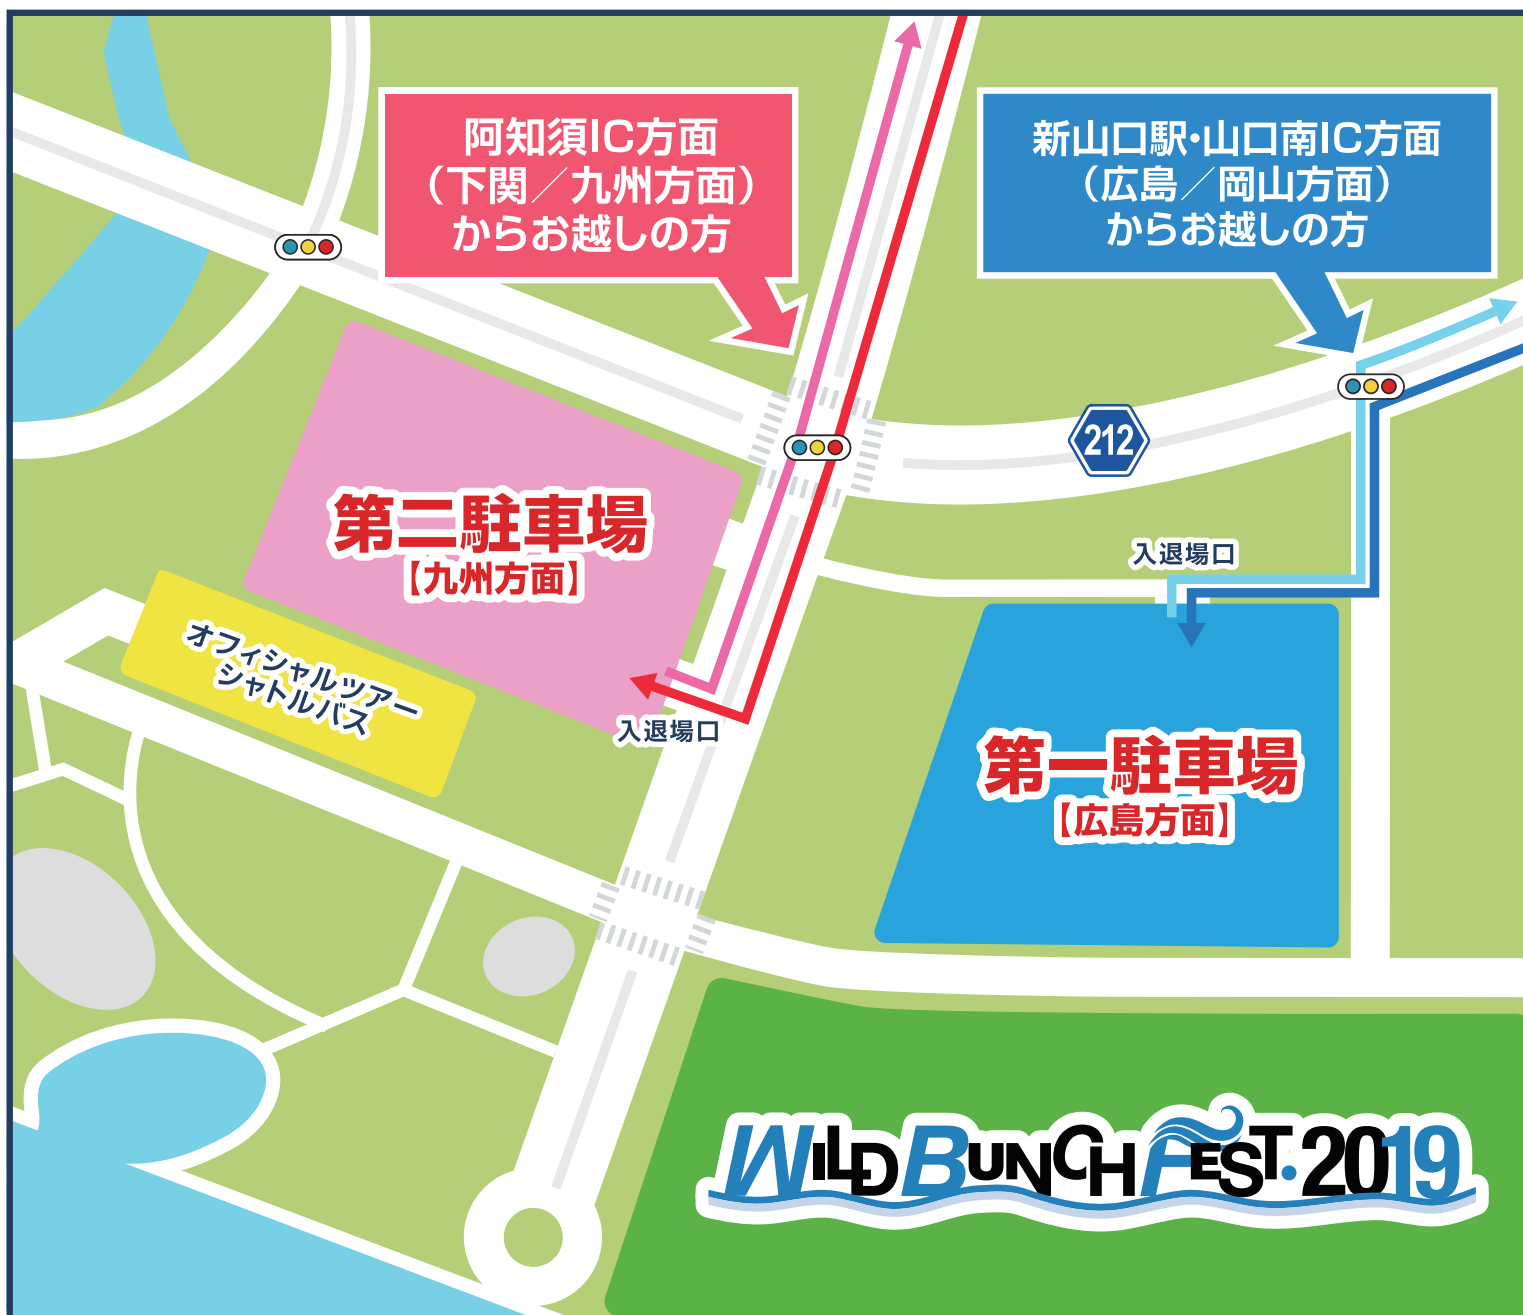 阿知須IC方面
（下関／九州方面）
からお越しの方
新山口駅・山口南IC方面
（広島／岡山方面）
からお越しの方
212
入退場口
第二駐車場
【九州方面】
オフィシャルツアー
シャトルバス
入退場口
第一駐車場
【広島方面】
WILD BUNCH FEST. 2019